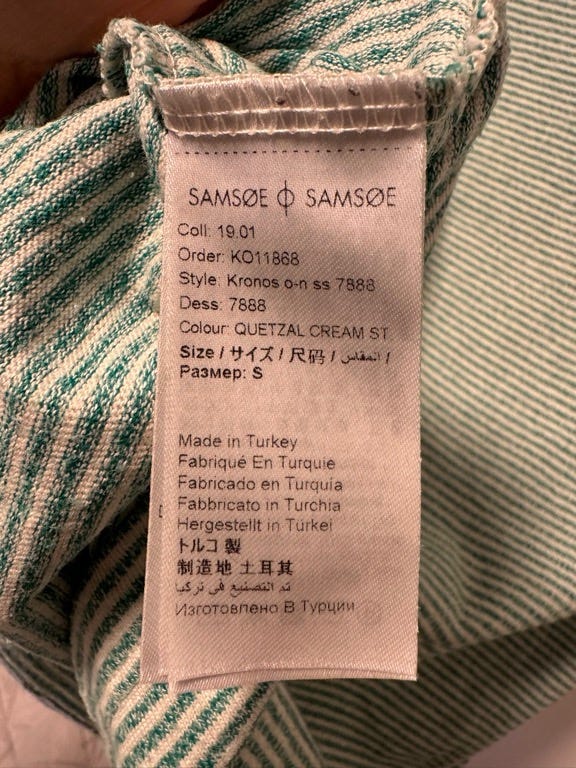 SAMSØE ϕ SAMSØE
Coll: 19.01
Order: KO11868
Style: Kronos o-n ss 7888
Dess: 7888
Colour: QUETZAL CREAM ST
Size / サイズ / 尺码 / المقاس /
Размер: S
Made in Turkey
Fabriqué En Turquie
Fabricado en Turquía
Fabbricato in Turchia
Hergestellt in Türkei
トルコ 製
制造地 土耳其
تم التصنيع في تركيا
Изготовлено В Турции